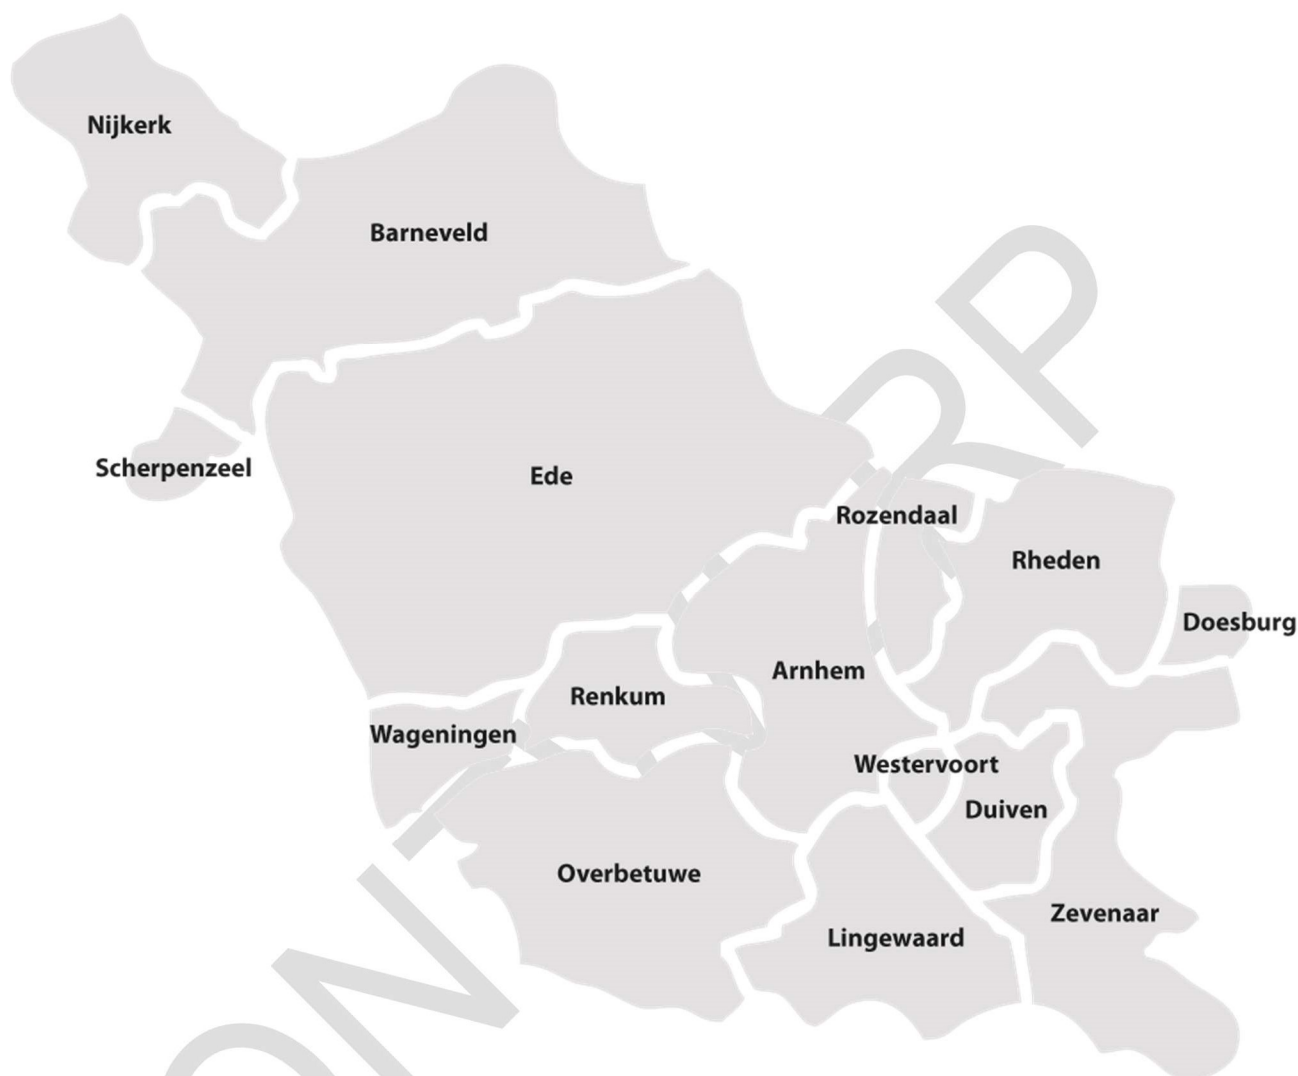 Nijkerk
Barneveld
Scherpenzeel
Ede
Rozendaal
Rheden
Doesburg
Arnhem
Renkum
Wageningen
Westervoort
Duiven
Overbetuwe
Zevenaar
Lingewaard